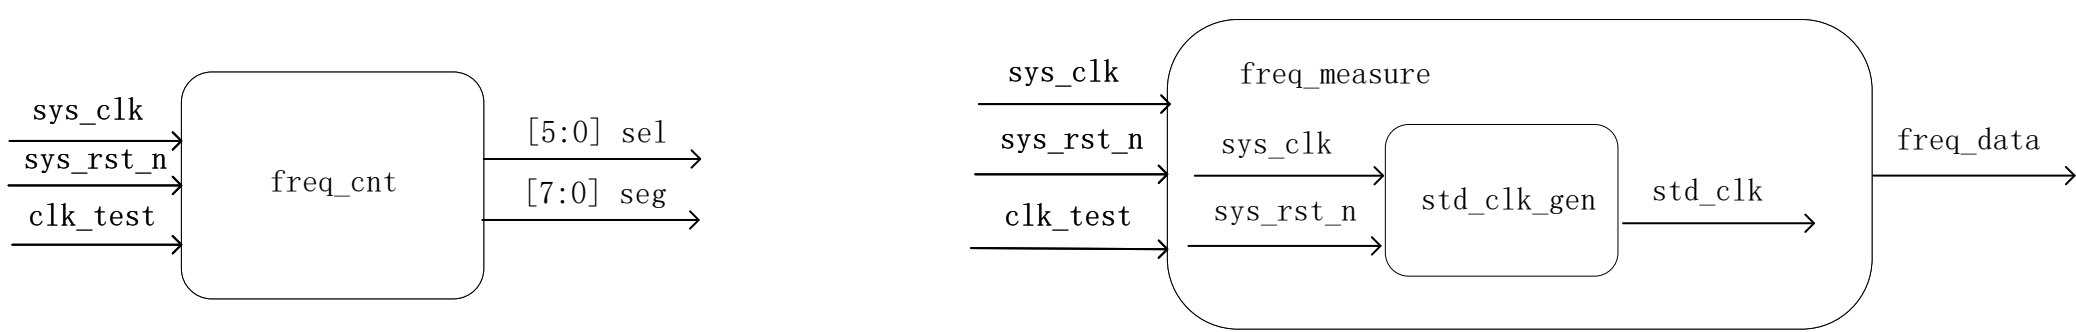 sys_clk
sys_rst_n
clk_test
freq_cnt
[5:0] sel
[7:0] seg
sys_clk
sys_rst_n
clk_test
freq_measure
sys_clk
sys_rst_n
std_clk_gen
std_clk
freq_data